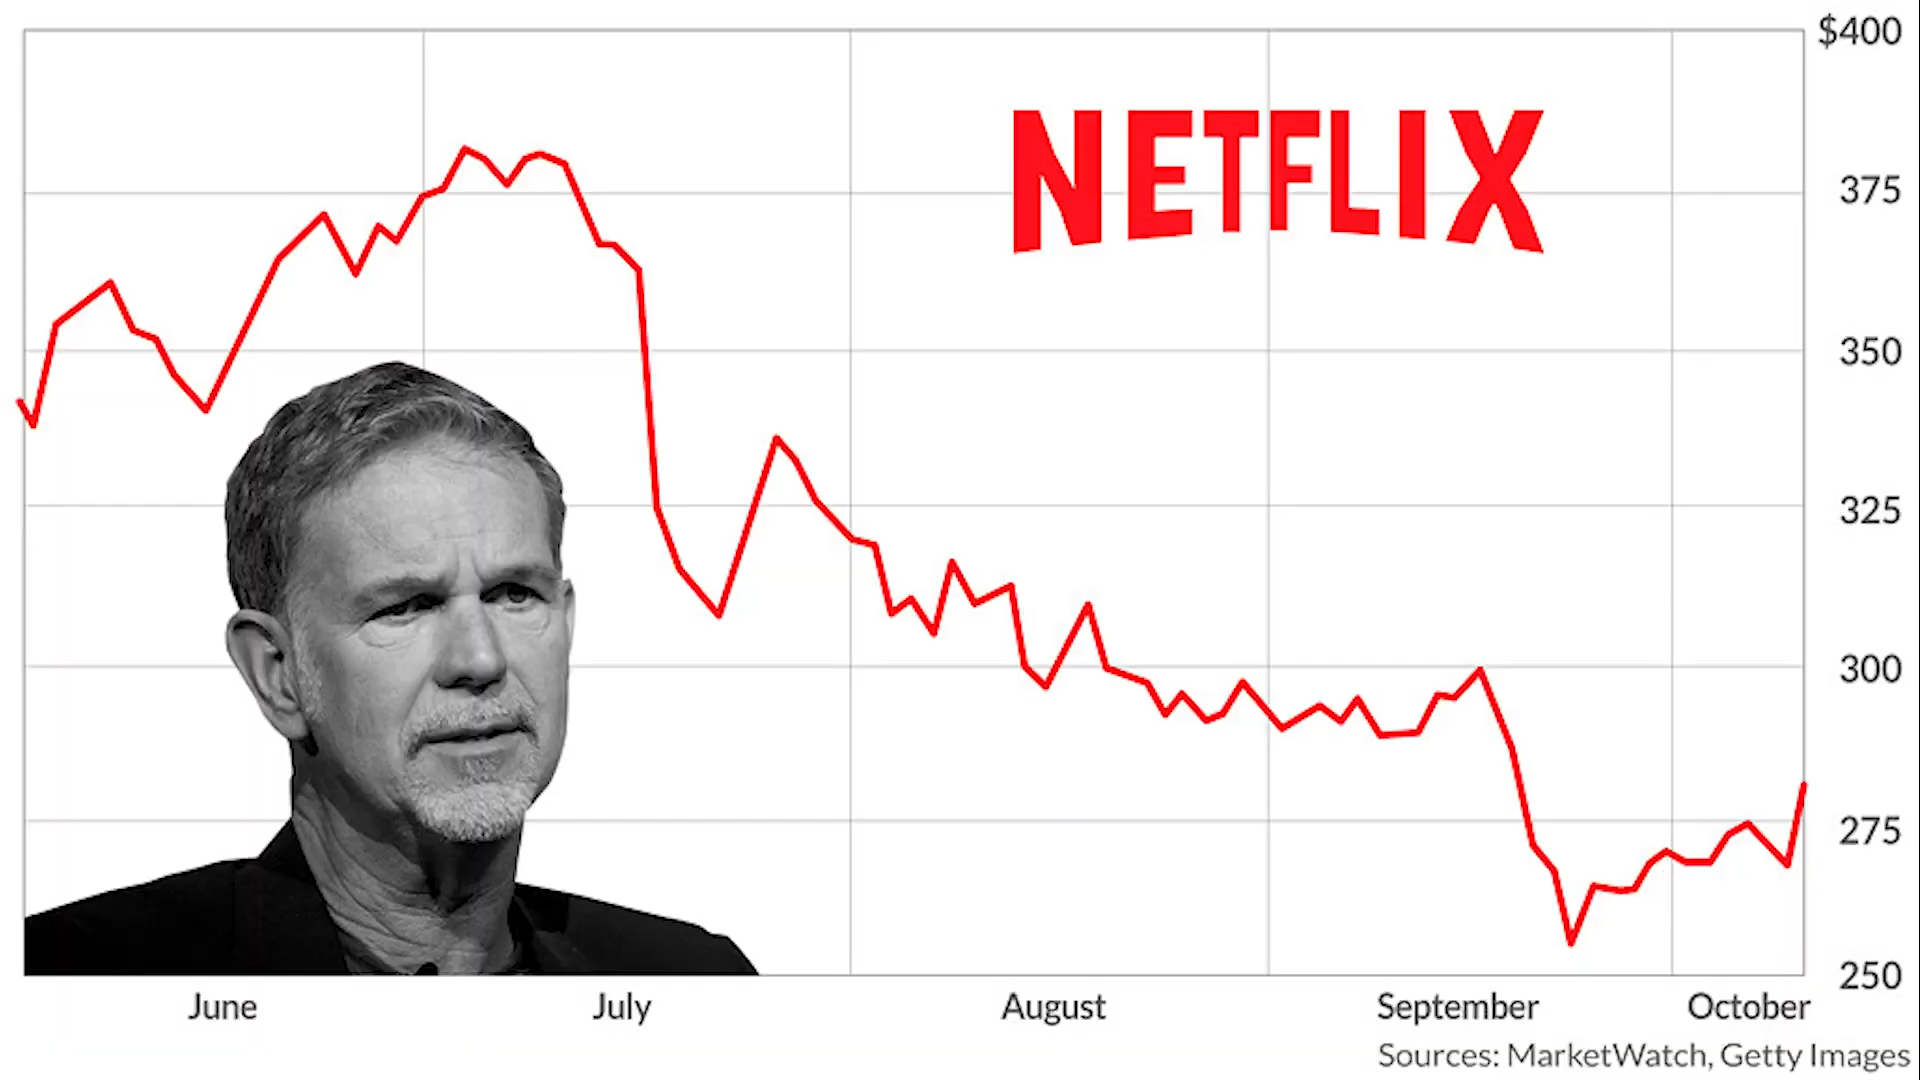 $400
NETFLIX
375
350
325
300
275
250
June July August September October
Sources: MarketWatch, Getty Images